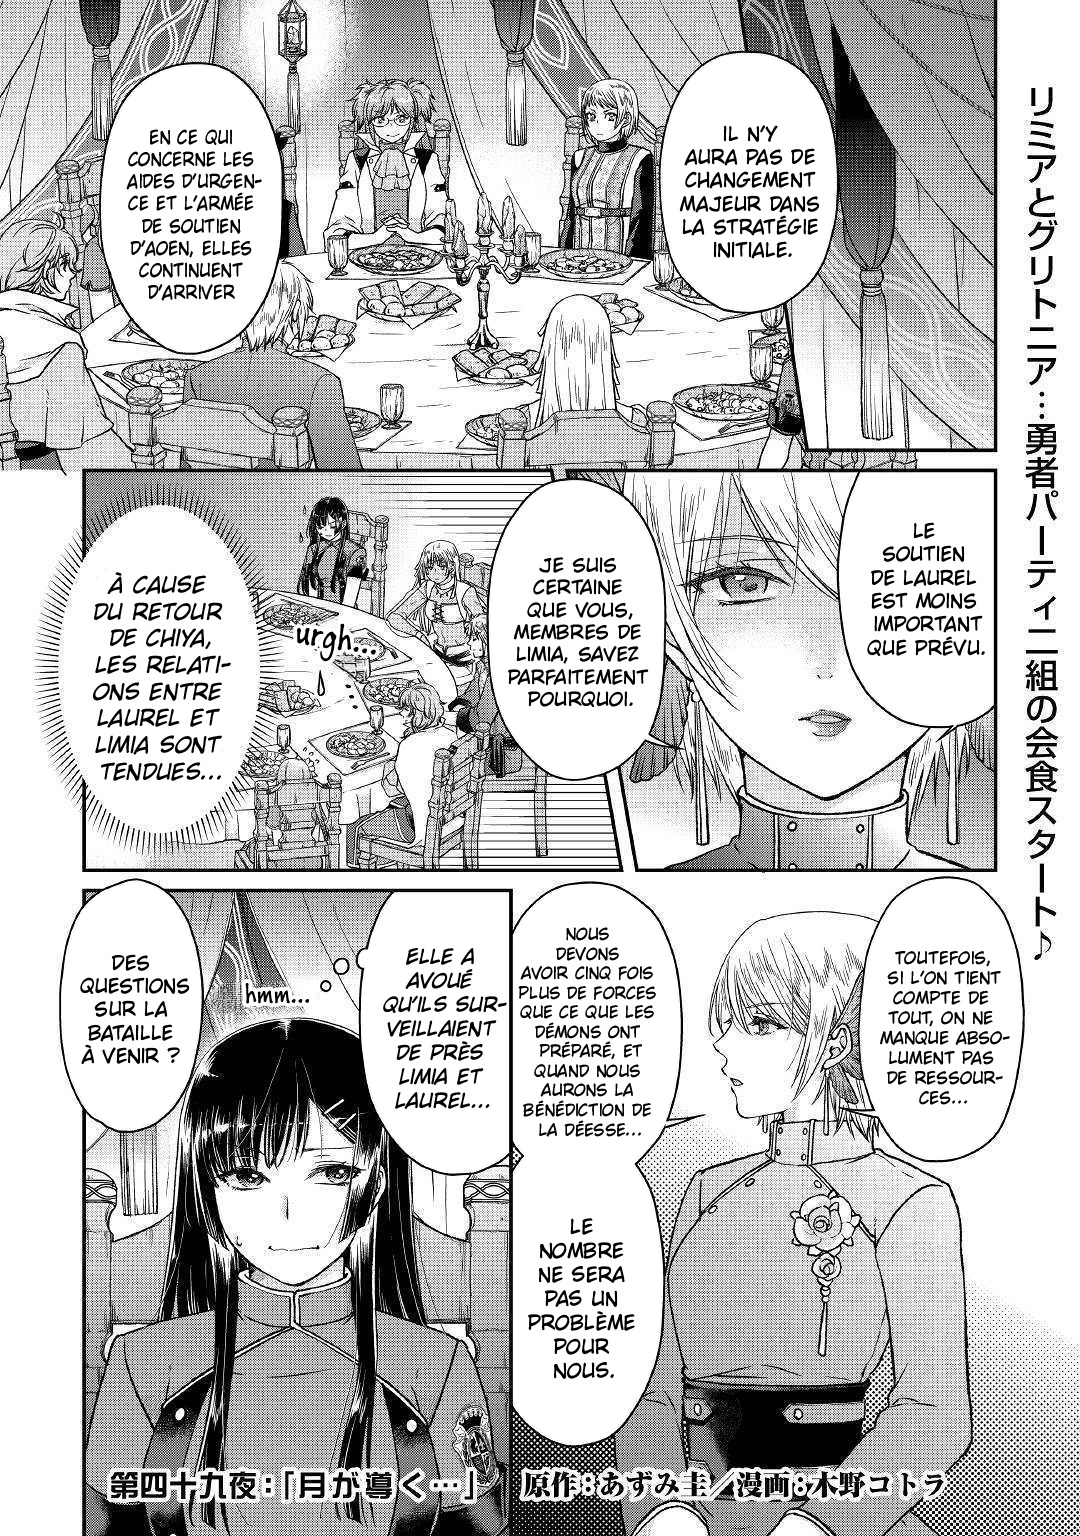 リミアとグリトニア…勇者パーティ二組の会食スタート♪
IL N'Y
AURA PAS DE
CHANGEMENT
MAJEUR DANS
LA STRATÉGIE
INITIALE.
EN CE QUI
CONCERNE LES
AIDES D'URGEN-
CE ET L'ARMÉE
DE SOUTIEN
D'AOEN, ELLES
CONTINUENT
D'ARRIVER
LE
SOUTIEN
DE LAUREL
EST MOINS
IMPORTANT
QUE PRÉVU.
JE SUIS
CERTAINE
QUE VOUS,
MEMBRES DE
LIMIA, SAVEZ
PARFAITEMENT
POURQUOI.
urgh...
À CAUSE
DU RETOUR
DE CHIYA,
LES RELATI-
ONS ENTRE
LAUREL ET
LIMIA SONT
TENDUES...
TOUTEFOIS,
SI L'ON TIENT
COMPTE DE
TOUT, ON NE
MANQUE ABSO-
LUMENT PAS
DE RESSOUR-
CES...
NOUS
DEVONS
AVOIR CINQ FOIS
PLUS DE FORCES
QUE CE QUE LES
DÉMONS ONT
PRÉPARÉ, ET
QUAND NOUS
AURONS LA
BÉNÉDICTION DE
LA DÉESSE...
LE
NOMBRE
NE SERA
PAS UN
PROBLÈME
POUR
NOUS.
ELLE A
AVOUÉ
QU'ILS SUR-
VEILLAIENT
DE PRÈS
LIMIA ET
LAUREL...
hmm...
DES
QUESTIONS
SUR LA
BATAILLE
À VENIR ?
第四十九夜：「月が導く…」
原作：あずみ圭／漫画：木野コトラ